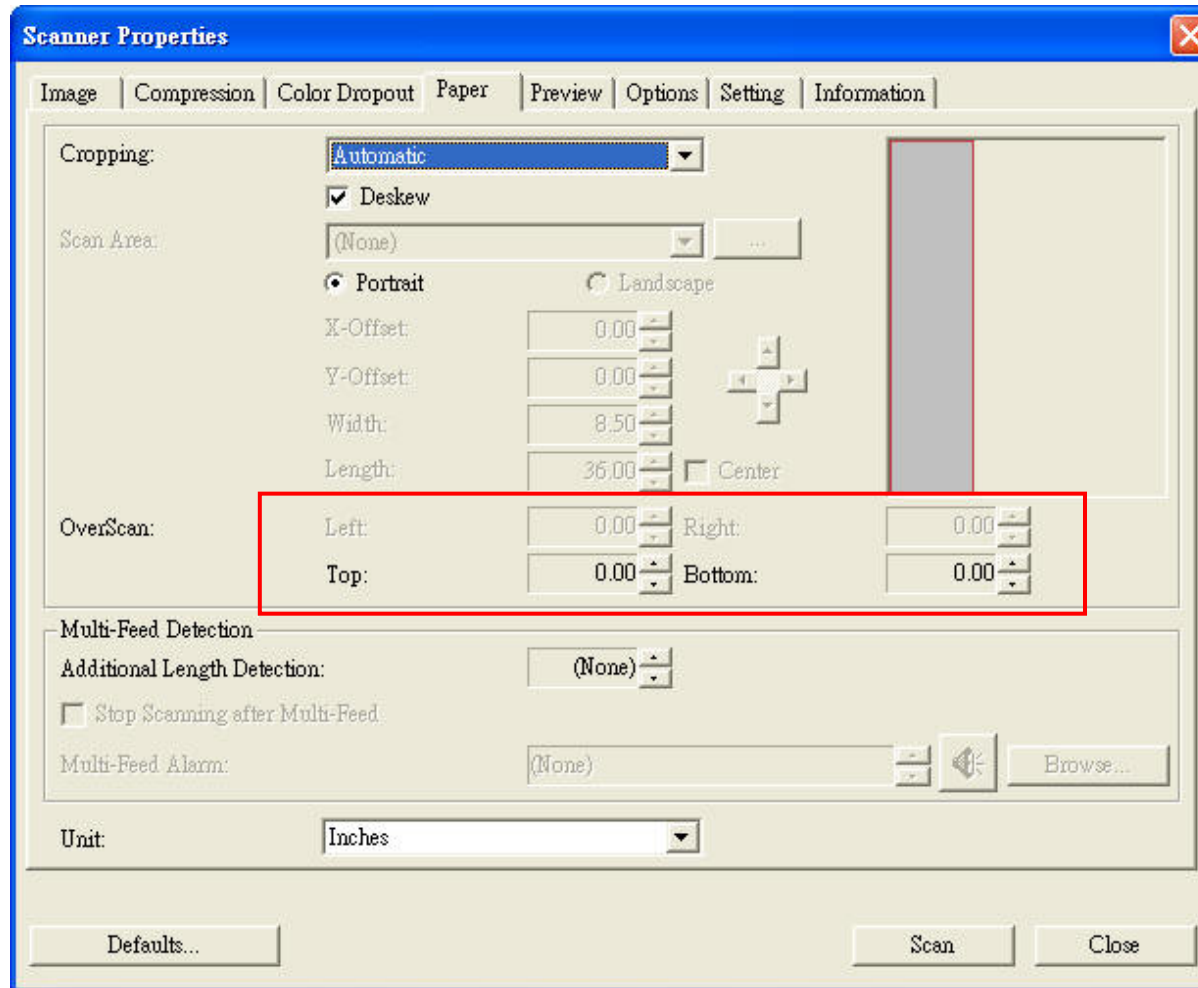 Scanner Properties
Image Compression Color Dropout Paper Preview Options Setting Information
Cropping: Automatic
Deskew
Scan Area: (None) ...
Portrait Landscape
X-Offset: 0.00
Y-Offset: 0.00
Width: 8.50
Length: 36.00 Center
OverScan: Left: 0.00 Right: 0.00
Top: 0.00 Bottom: 0.00
Multi-Feed Detection
Additional Length Detection: (None)
Stop Scanning after Multi-Feed
Multi-Feed Alarm: (None) Browse...
Unit: Inches
Defaults... Scan Close